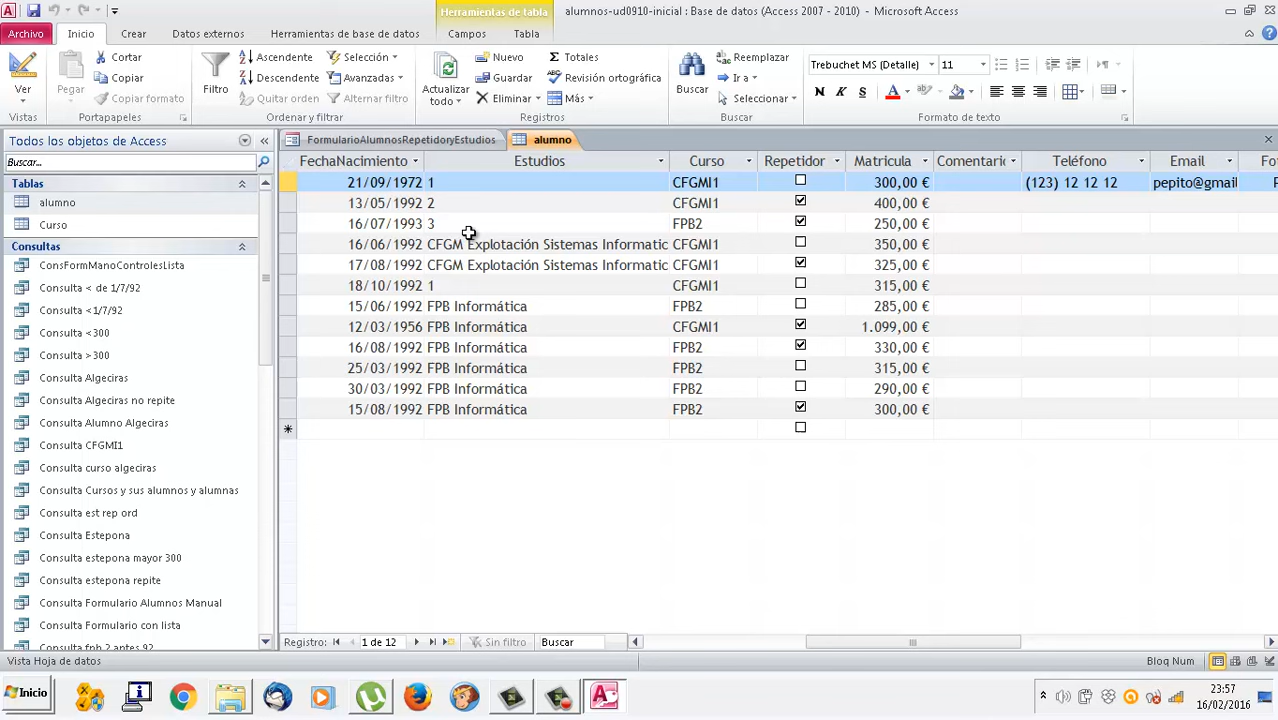 Herramientas de tabla
alumnos-ud0910-inicial : Base de datos (Access 2007 - 2010) - Microsoft Access
Archivo Inicio Crear Datos externos Herramientas de base de datos Campos Tabla
Ver
Pegar
Cortar
Copiar
Copiar formato
Portapapeles
Filtro
Ascendente
Descendente
Quitar orden
Selección
Avanzadas
Alternar filtro
Ordenar y filtrar
Actualizar
todo
Nuevo
Guardar
Eliminar
Totales
Revisión ortográfica
Más
Registros
Buscar
Reemplazar
Ir a
Seleccionar
Buscar
Trebuchet MS (Detalle) 11
N K S A
Formato de texto
Todos los objetos de Access
Buscar...
Tablas
alumno
Curso
Consultas
ConsFormManoControlesLista
Consulta < de 1/7/92
Consulta <1/7/92
Consulta <300
Consulta >300
Consulta Algeciras
Consulta Algeciras no repite
Consulta Alumno Algeciras
Consulta CFGMI1
Consulta curso algeciras
Consulta Cursos y sus alumnos y alumnas
Consulta est rep ord
Consulta Estepona
Consulta estepona mayor 300
Consulta estepona repite
Consulta Formulario Alumnos Manual
Consulta Formulario con lista
Consulta fpb 2 antes 92
FormularioAlumnosRepetidoryEstudios alumno
FechaNacimiento Estudios Curso Repetidor Matricula Comentario Teléfono Email Fo
21/09/1972 1 CFGMI1 300,00 € (123) 12 12 12 pepito@gmail
13/05/1992 2 CFGMI1 400,00 €
16/07/1993 3 FPB2 250,00 €
16/06/1992 CFGM Explotación Sistemas Informatic CFGMI1 350,00 €
17/08/1992 CFGM Explotación Sistemas Informatic CFGMI1 325,00 €
18/10/1992 1 CFGMI1 315,00 €
15/06/1992 FPB Informática FPB2 285,00 €
12/03/1956 FPB Informática CFGMI1 1.099,00 €
16/08/1992 FPB Informática FPB2 330,00 €
25/03/1992 FPB Informática FPB2 315,00 €
30/03/1992 FPB Informática FPB2 290,00 €
15/08/1992 FPB Informática FPB2 300,00 €
Registro: 1 de 12 Sin filtro Buscar
Vista Hoja de datos Bloq Num
Inicio
23:57
16/02/2016